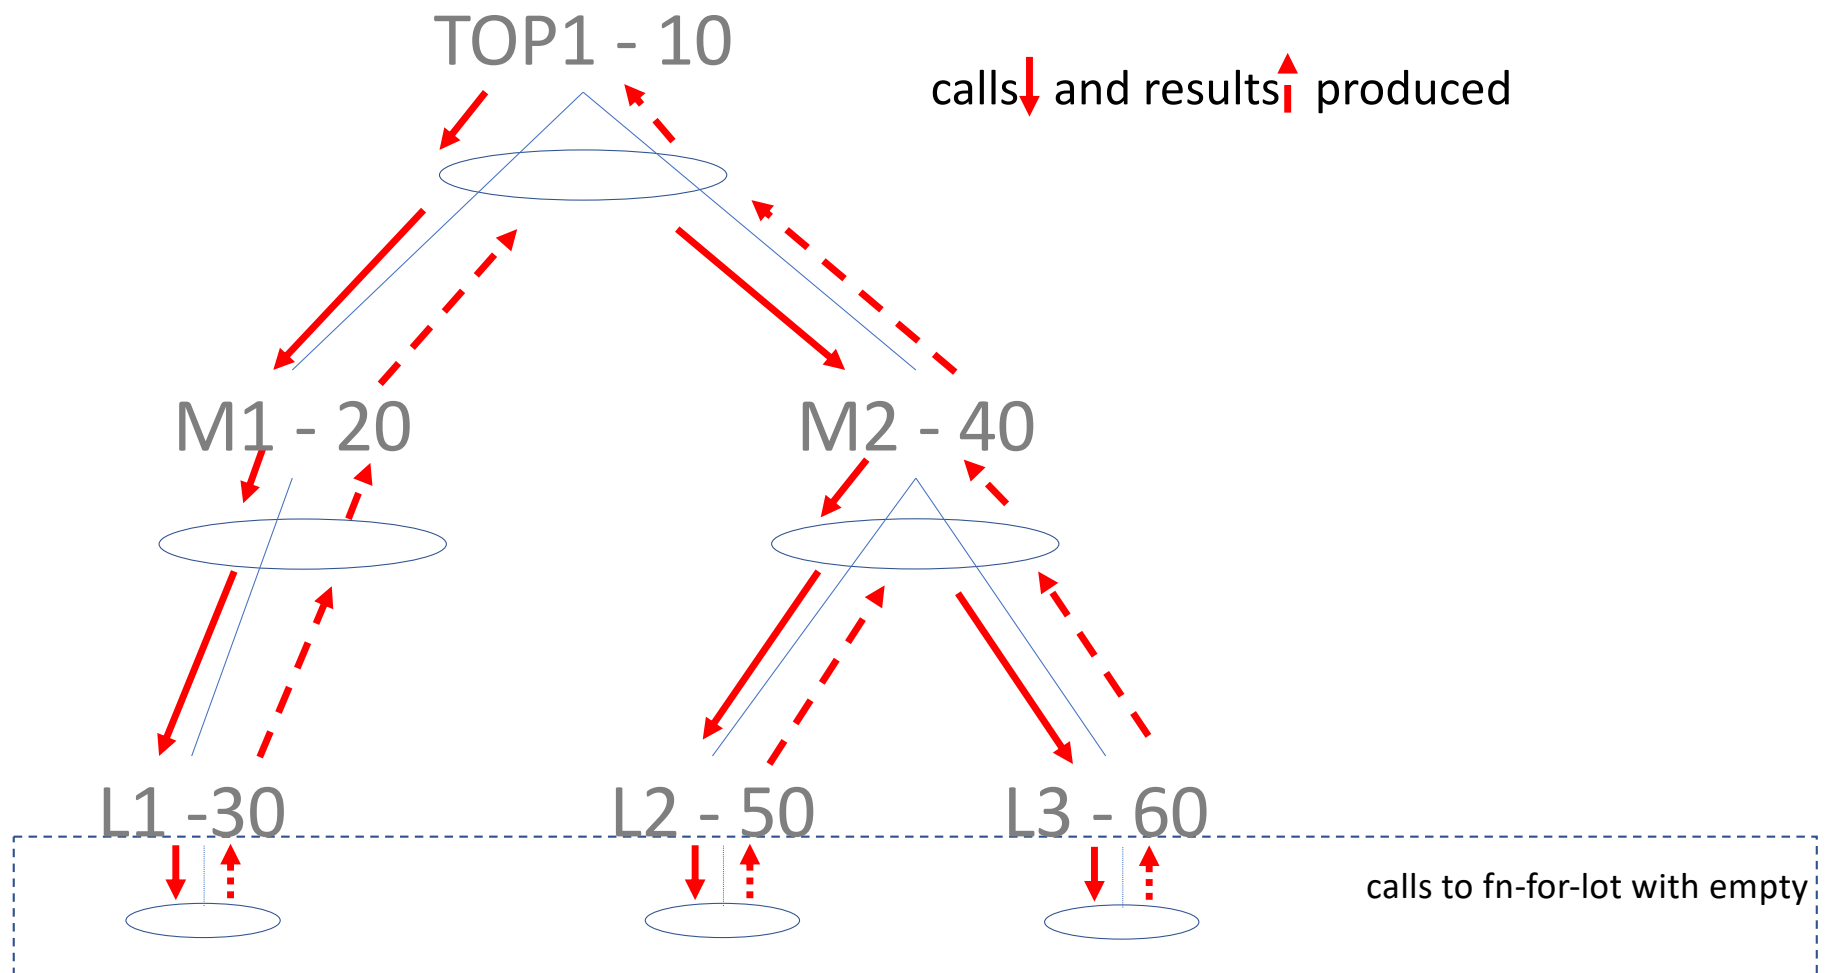 TOP1 - 10
calls and results produced
M1 - 20
M2 - 40
L1 -30
L2 - 50
L3 - 60
calls to fn-for-lot with empty